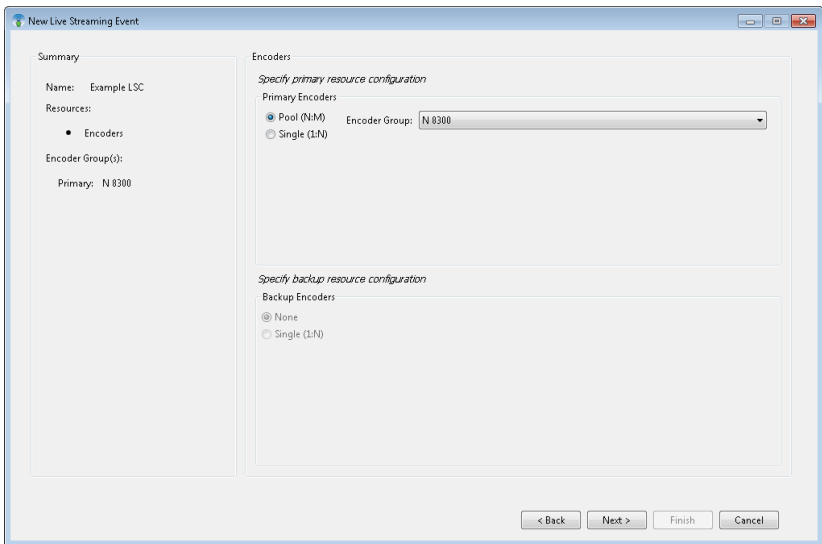 New Live Streaming Event
Summary
Name: Example LSC
Resources:
• Encoders
Encoder Group(s):
Primary: N 8300
Encoders
Specify primary resource configuration
Primary Encoders
Pool (N:M) Encoder Group: N 8300
Single (1:N)
Specify backup resource configuration
Backup Encoders
None
Single (1:N)
< Back Next > Finish Cancel